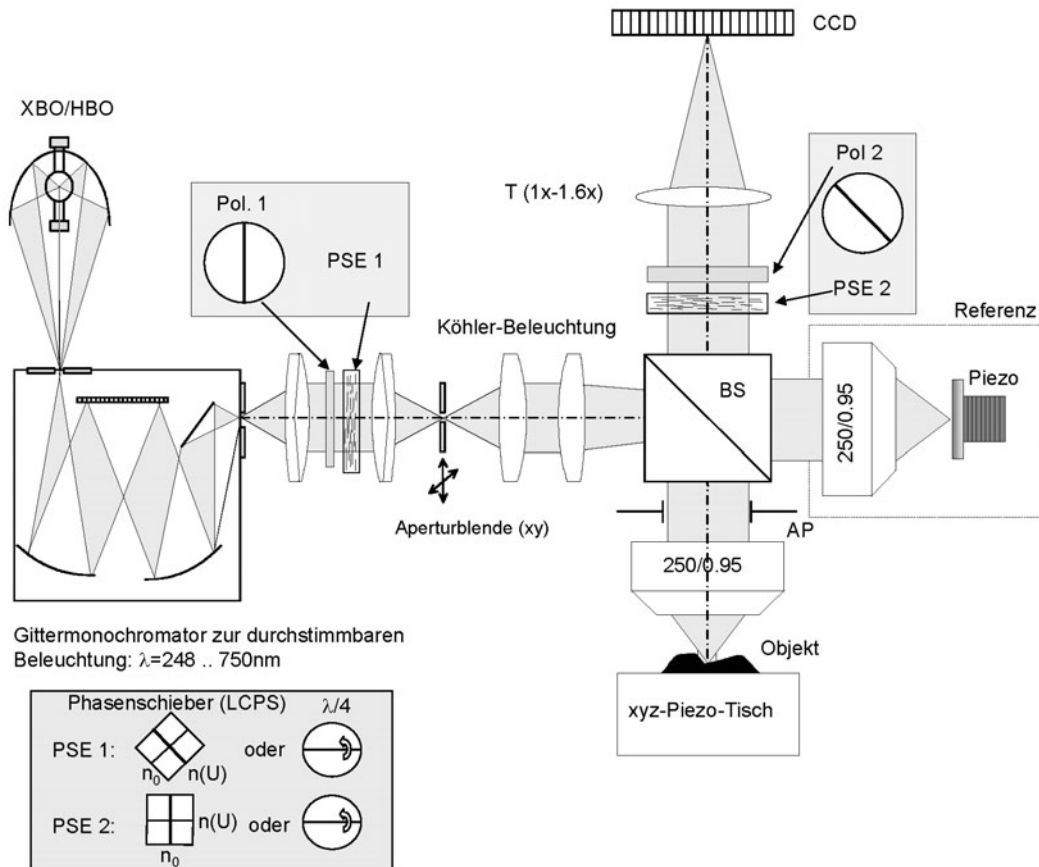 CCD
XBO/HBO
Pol 2
Pol. 1
T (1x-1.6x)
PSE 1
PSE 2
Referenz
Köhler-Beleuchtung
Piezo
BS
250/0.95
Aperturblende (xy)
AP
250/0.95
Gittermonochromator zur durchstimmbaren
Beleuchtung: λ=248 .. 750nm
Objekt
xyz-Piezo-Tisch
Phasenschieber (LCPS) λ/4
PSE 1: oder
n₀ n(U)
PSE 2: n(U) oder
n₀